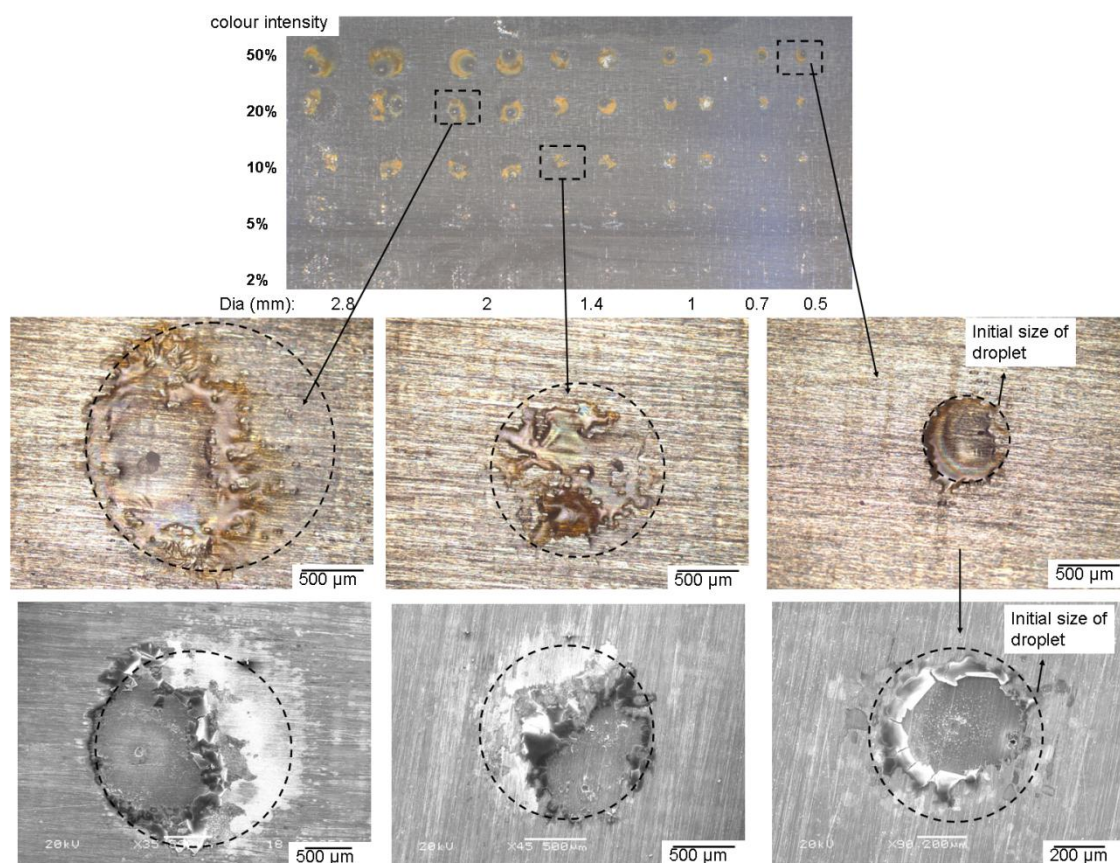 colour intensity
50%
20%
10%
5%
2%
Dia (mm): 2.8 2 1.4 1 0.7 0.5
Initial size of
droplet
500 µm
500 µm
500 µm
Initial size of
droplet
20kV X35 18
500 µm
20kV X45 500µm
500 µm
20kV X90 200µm
200 µm